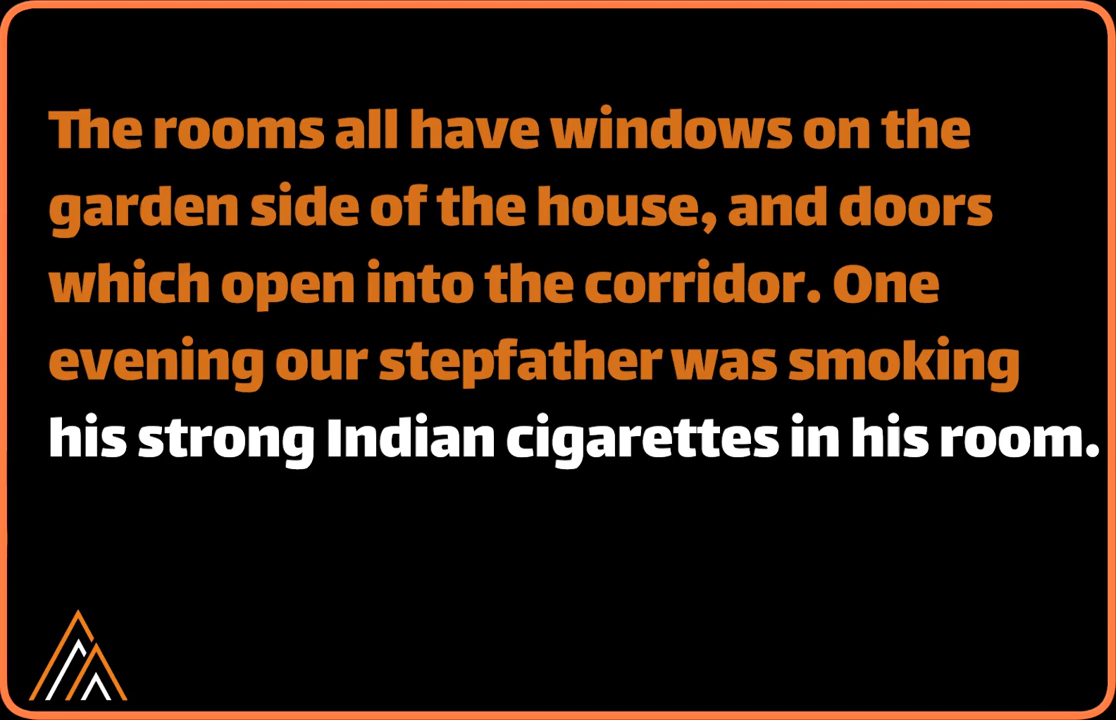 The rooms all have windows on the
garden side of the house, and doors
which open into the corridor. One
evening our stepfather was smoking
his strong Indian cigarettes in his room.